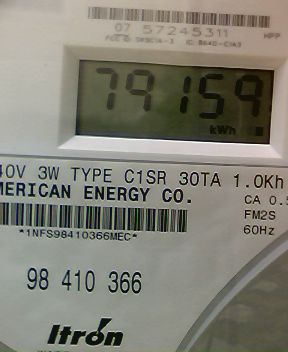 07 57245311
79159
kWh
40V 3W TYPE C1SR 30TA 1.0Kh
MERICAN ENERGY CO.
CA 0.5
FM2S
60Hz
*1NFS98410366MEC*
98 410 366
Itrón